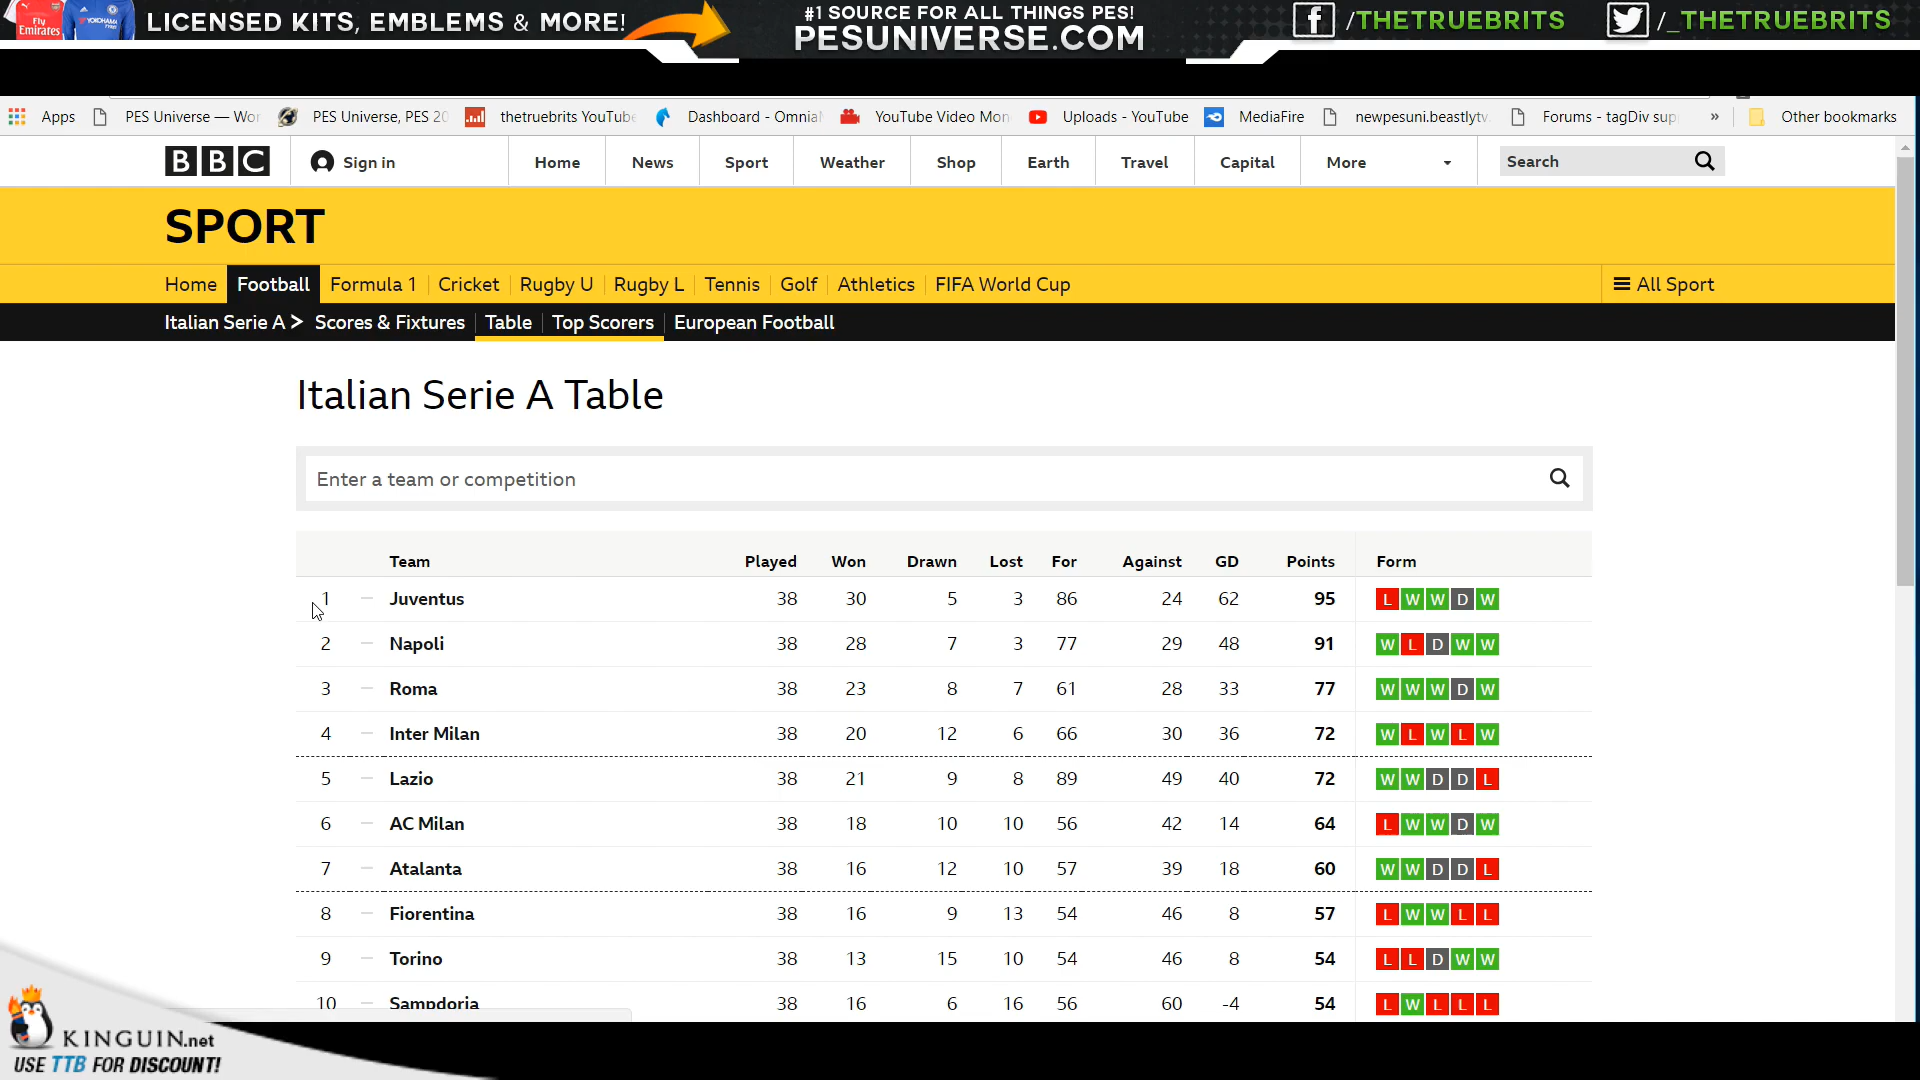 Fly
Emirates
YOKOHAMA
LICENSED KITS, EMBLEMS & MORE!
#1 SOURCE FOR ALL THINGS PES!
PESUNIVERSE.COM
f /THETRUEBRITS
/_THETRUEBRITS
Apps PES Universe — Wor PES Universe, PES 20 thetruebrits YouTube Dashboard - Omnia YouTube Video Mon Uploads - YouTube MediaFire newpesuni.beastlytv. Forums - tagDiv sup » Other bookmarks
BBC Sign in Home News Sport Weather Shop Earth Travel Capital More Search
SPORT
Home Football Formula 1 Cricket Rugby U Rugby L Tennis Golf Athletics FIFA World Cup All Sport
Italian Serie A > Scores & Fixtures Table Top Scorers European Football
Italian Serie A Table
Enter a team or competition
Team Played Won Drawn Lost For Against GD Points Form
1 Juventus 38 30 5 3 86 24 62 95 L W W D W
2 Napoli 38 28 7 3 77 29 48 91 W L D W W
3 Roma 38 23 8 7 61 28 33 77 W W W D W
4 Inter Milan 38 20 12 6 66 30 36 72 W L W L W
5 Lazio 38 21 9 8 89 49 40 72 W W D D L
6 AC Milan 38 18 10 10 56 42 14 64 L W W D W
7 Atalanta 38 16 12 10 57 39 18 60 W W D D L
8 Fiorentina 38 16 9 13 54 46 8 57 L W W L L
9 Torino 38 13 15 10 54 46 8 54 L L D W W
10 Sampdoria 38 16 6 16 56 60 -4 54 L W L L L
KINGUIN.net
USE TTB FOR DISCOUNT!